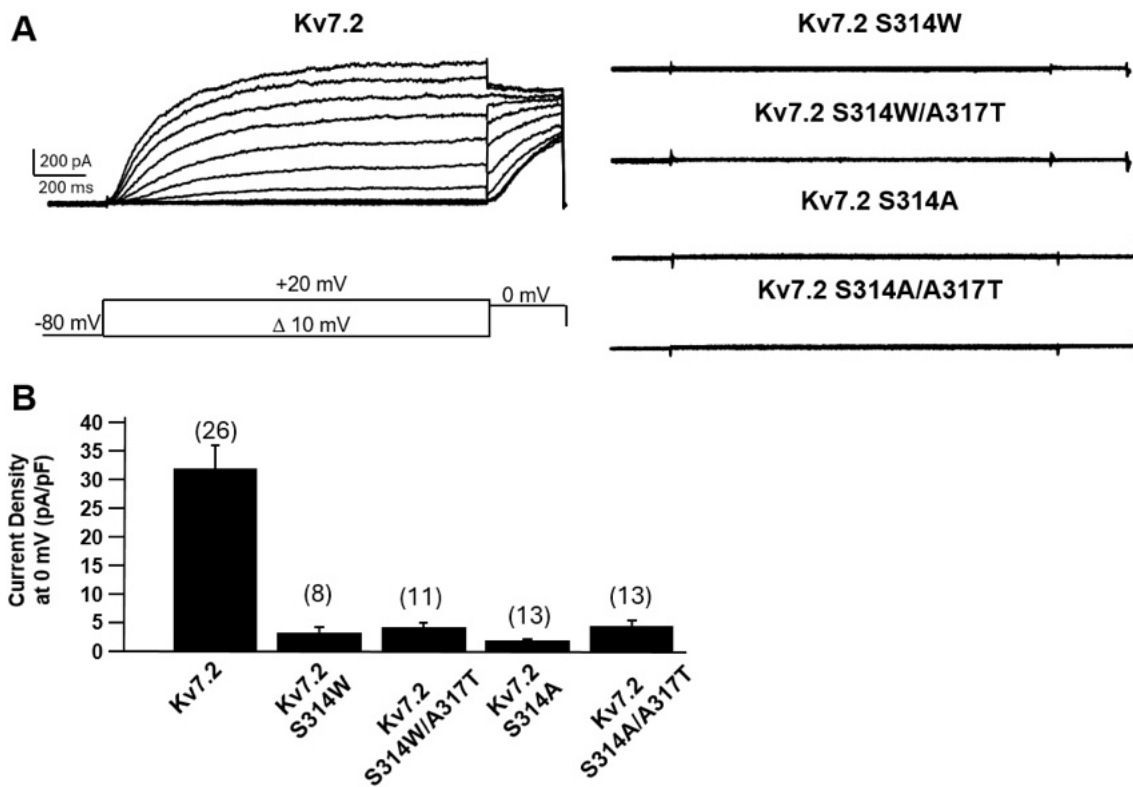 A
Kv7.2
Kv7.2 S314W
Kv7.2 S314W/A317T
Kv7.2 S314A
Kv7.2 S314A/A317T
200 pA
200 ms
+20 mV
0 mV
-80 mV
Δ 10 mV
B
Current Density
at 0 mV (pA/pF)
40
35
30
25
20
15
10
5
0
(26)
(8)
(11)
(13)
(13)
Kv7.2
Kv7.2
S314W
Kv7.2
S314W/A317T
Kv7.2
S314A
Kv7.2
S314A/A317T